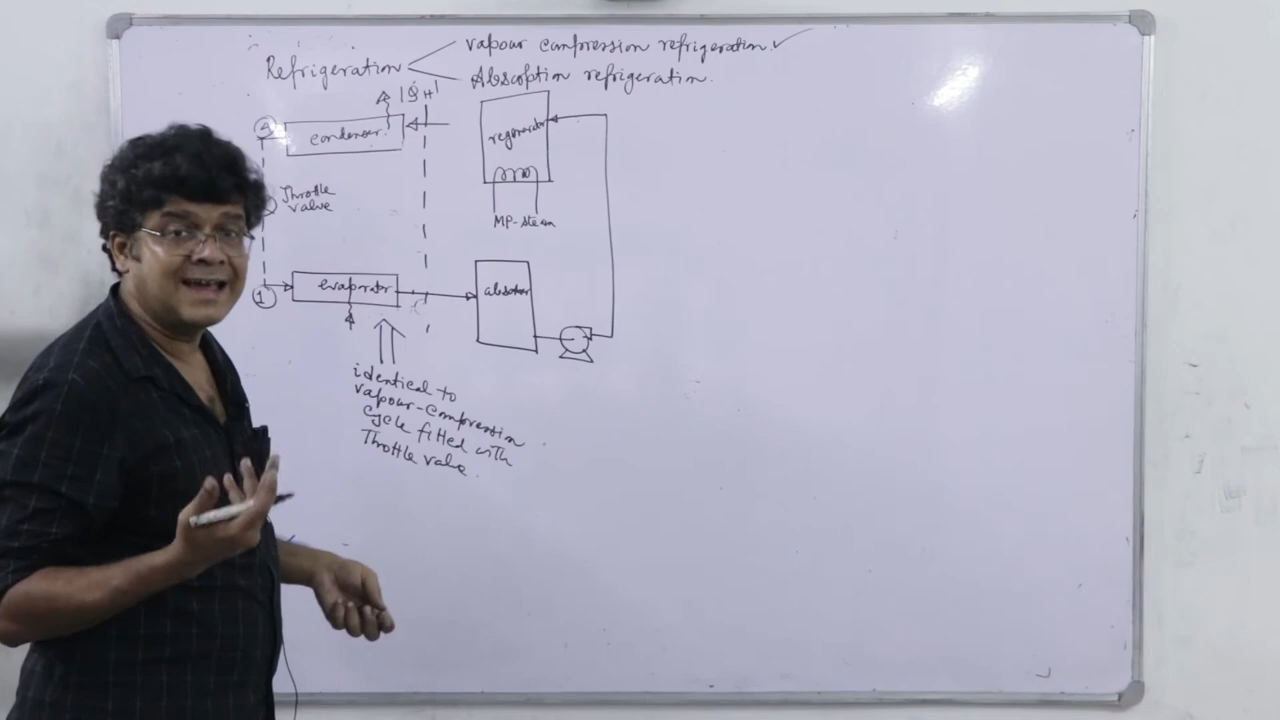 vapour compression refrigeration. ✓
Refrigeration
Absorption refrigeration.
|Q̇H|
4
condenser.
regenerator
Throttle
valve
MP-steam
evaporator
1
absorber
identical to
vapour-compression
cycle fitted with
Throttle valve.